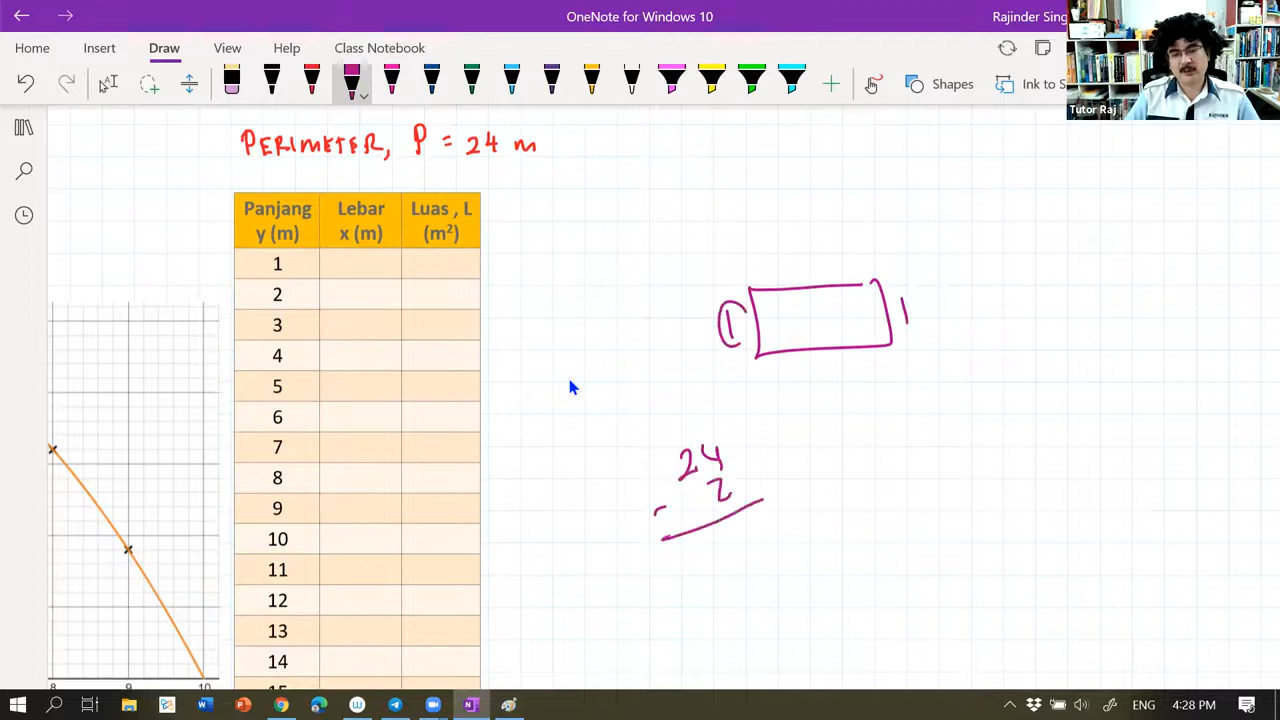 OneNote for Windows 10
Rajinder Sing
Home Insert Draw View Help Class Notebook
Shapes Ink to S
Tutor Raj
PERIMETER, P = 24 m
Panjang y (m) Lebar x (m) Luas , L (m²)
1
2
3
4
5
6
7
8
9
10
11
12
13
14
15
1 1
24
- 2
8 9 10
ENG 4:28 PM